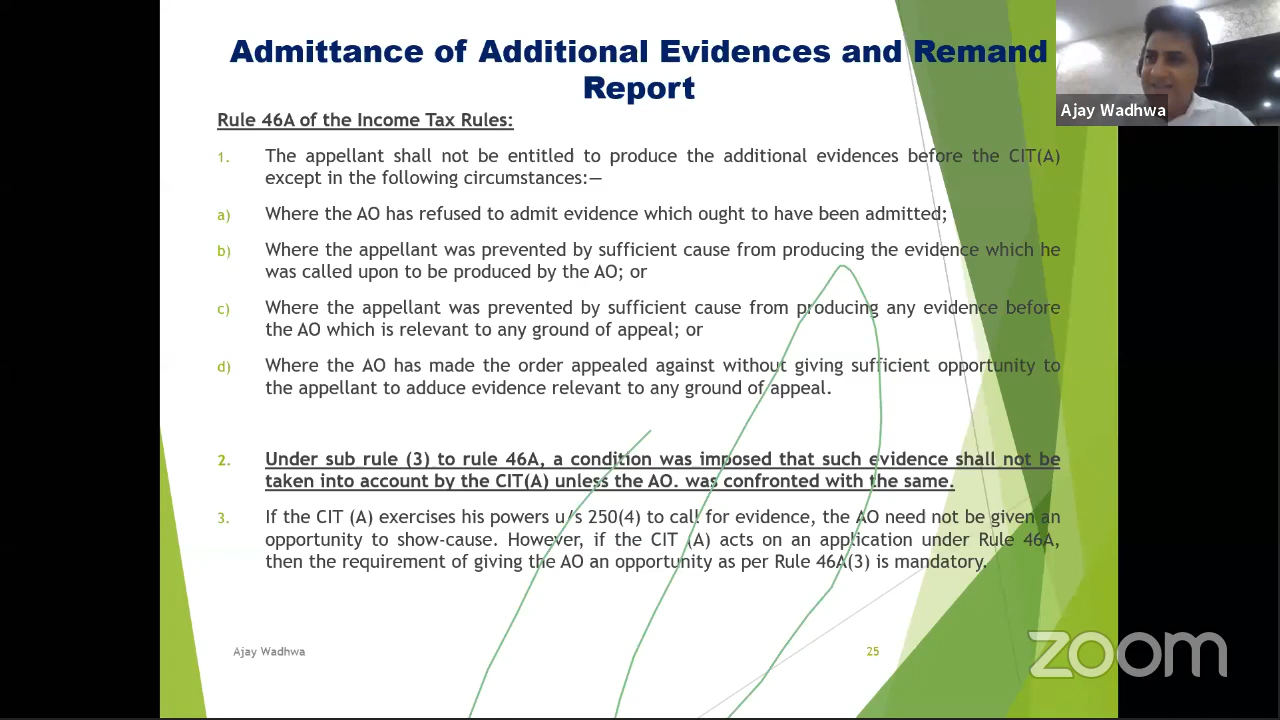 Admittance of Additional Evidences and Remand
Report
Ajay Wadhwa
Rule 46A of the Income Tax Rules:
1. The appellant shall not be entitled to produce the additional evidences before the CIT(A)
except in the following circumstances:—
a) Where the AO has refused to admit evidence which ought to have been admitted;
b) Where the appellant was prevented by sufficient cause from producing the evidence which he
was called upon to be produced by the AO; or
c) Where the appellant was prevented by sufficient cause from producing any evidence before
the AO which is relevant to any ground of appeal; or
d) Where the AO has made the order appealed against without giving sufficient opportunity to
the appellant to adduce evidence relevant to any ground of appeal.
2. Under sub rule (3) to rule 46A, a condition was imposed that such evidence shall not be
taken into account by the CIT(A) unless the AO. was confronted with the same.
3. If the CIT (A) exercises his powers u/s 250(4) to call for evidence, the AO need not be given an
opportunity to show-cause. However, if the CIT (A) acts on an application under Rule 46A,
then the requirement of giving the AO an opportunity as per Rule 46A(3) is mandatory.
Ajay Wadhwa
25
zoom